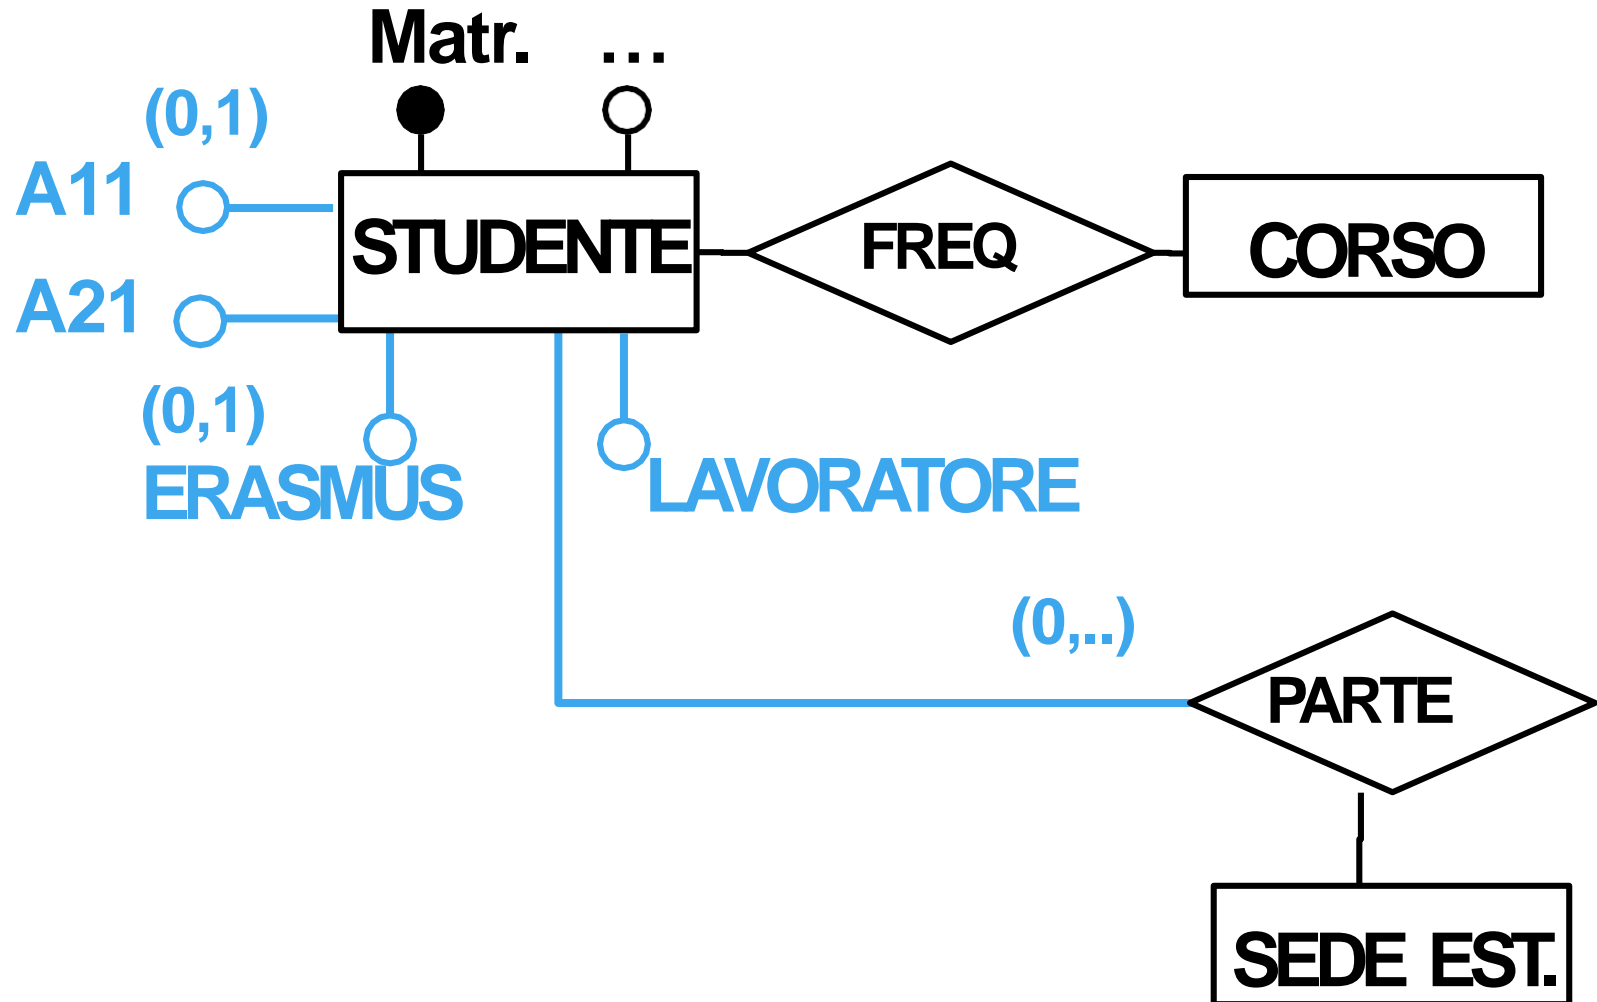 Matr. …
(0,1)
A11
STUDENTE
FREQ
CORSO
A21
(0,1)
ERASMUS
LAVORATORE
(0,..)
PARTE
SEDE EST.